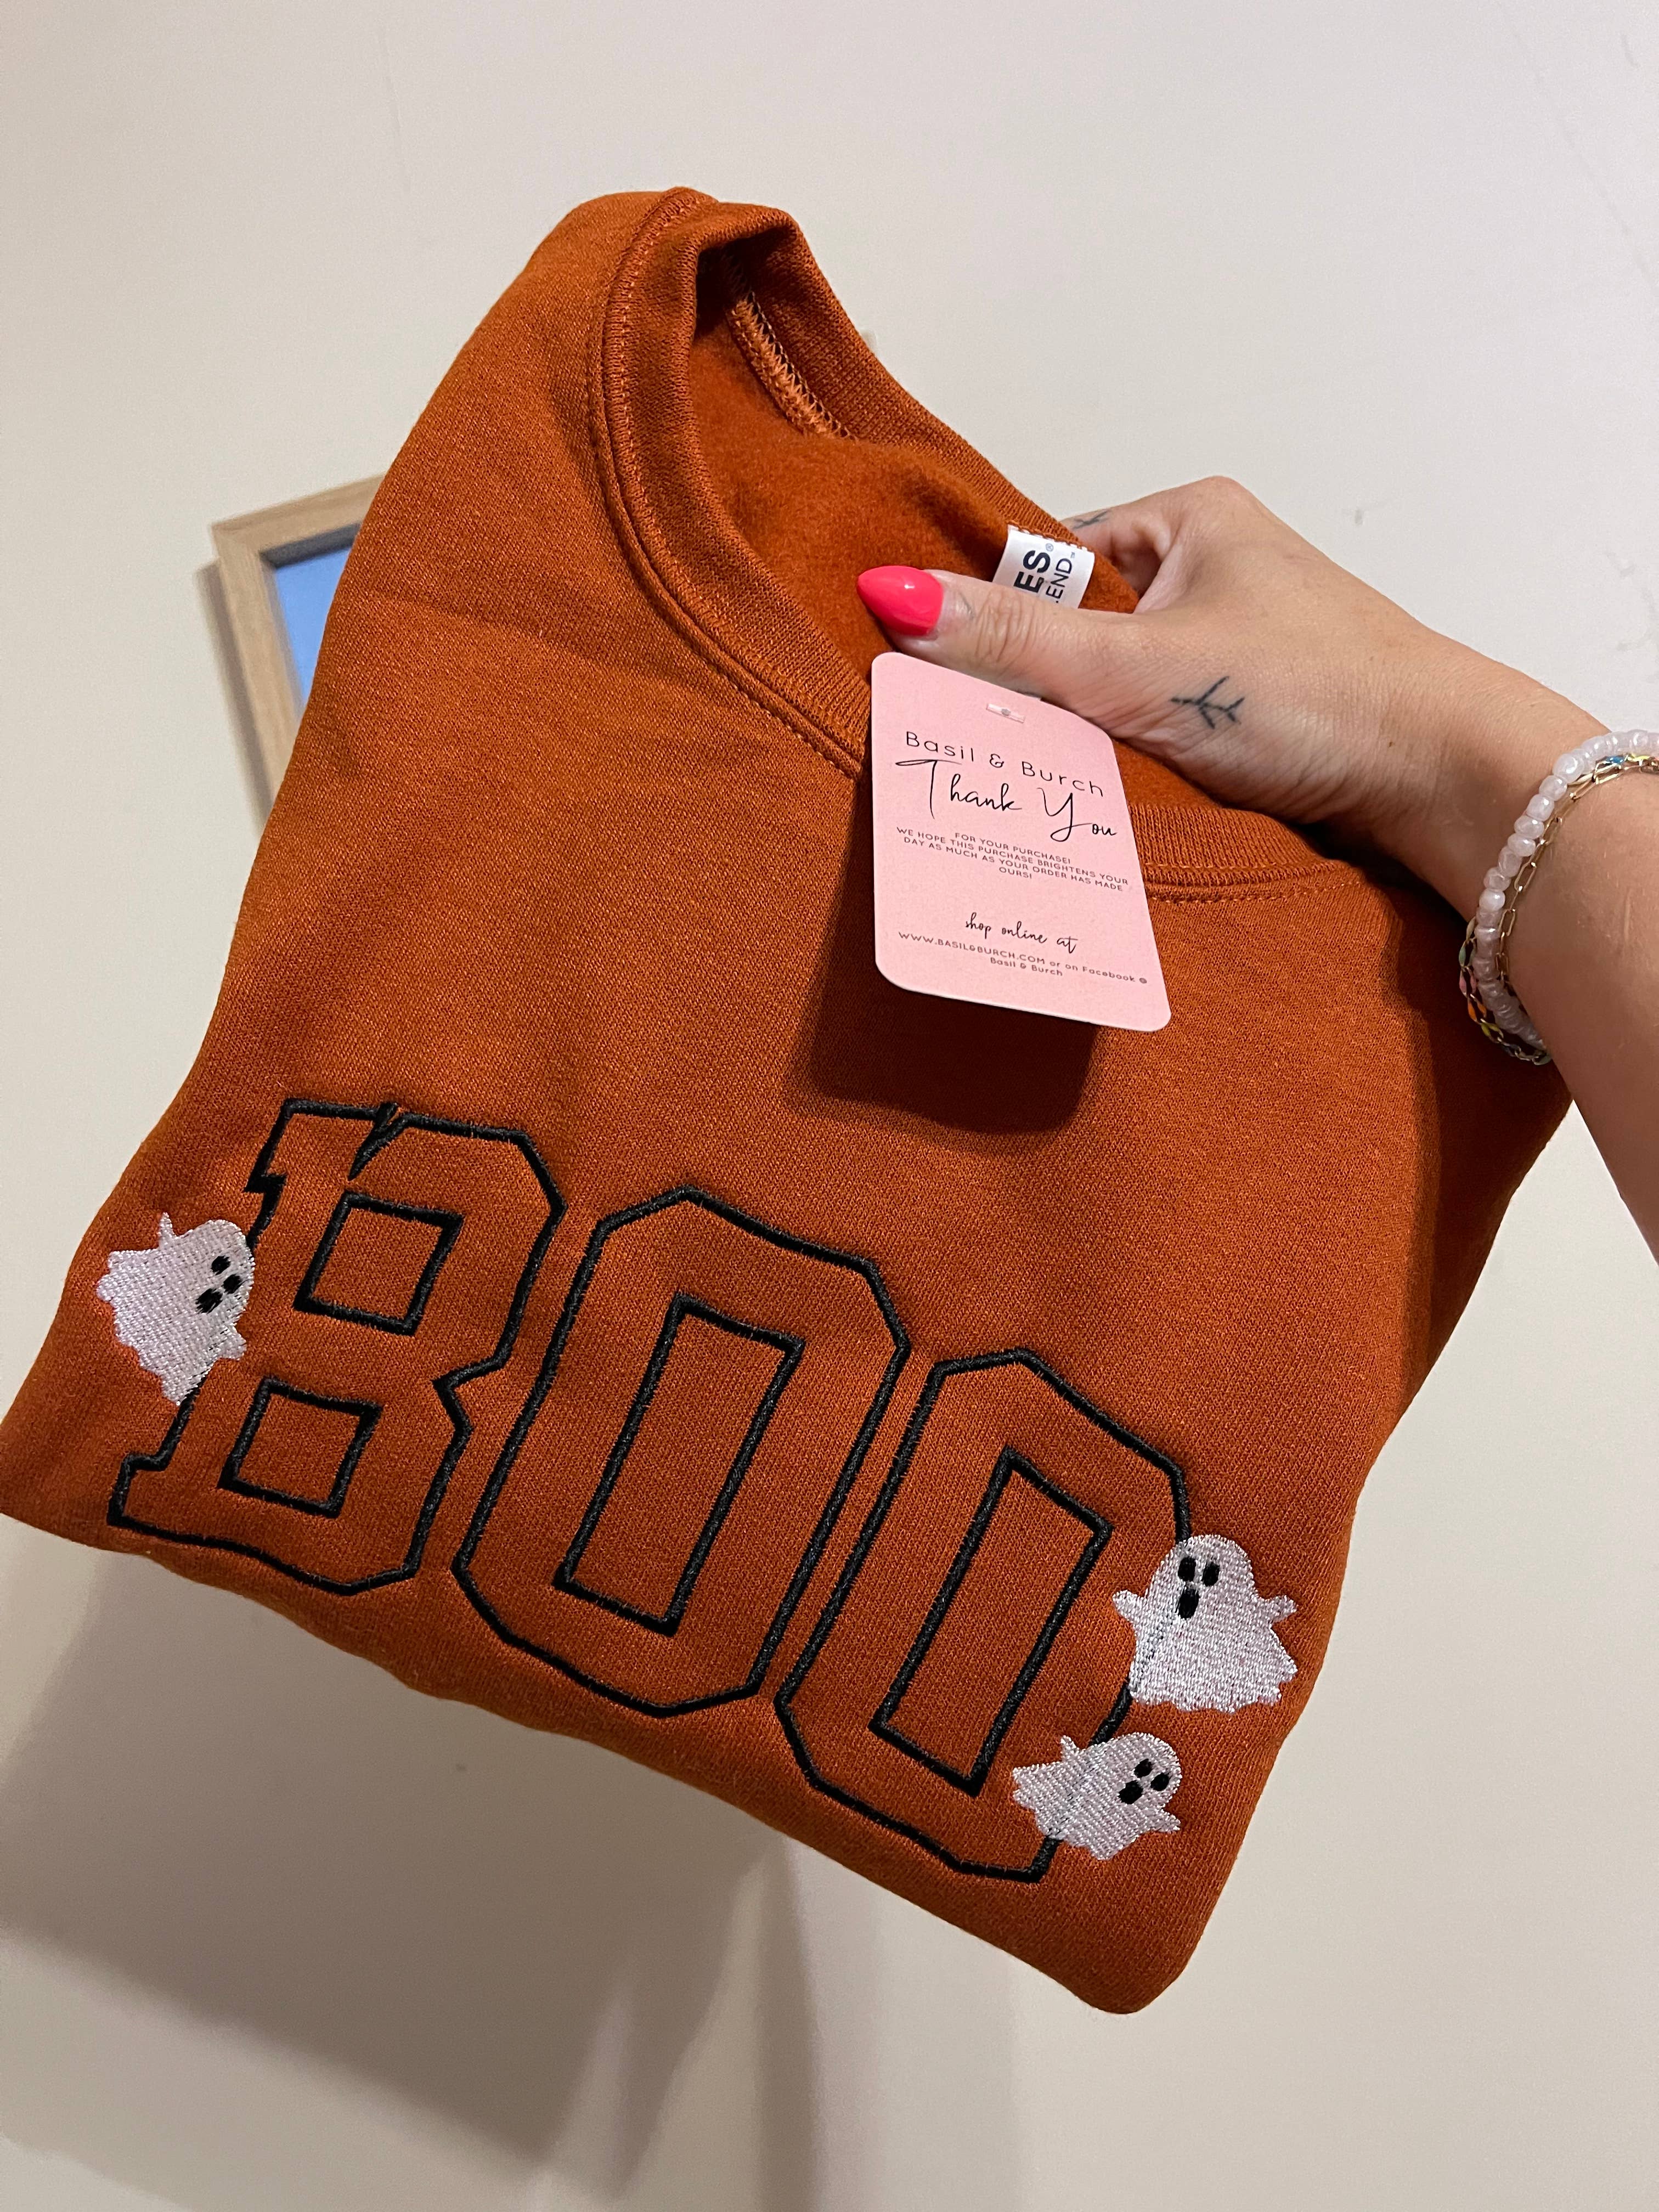 ES®
LEND™
Basil & Burch
Thank You
FOR YOUR PURCHASE!
WE HOPE THIS PURCHASE BRIGHTENS YOUR
DAY AS MUCH AS YOUR ORDER HAS MADE
OURS!
shop online at
WWW.BASIL&BURCH.COM or on Facebook @
Basil & Burch
BOO